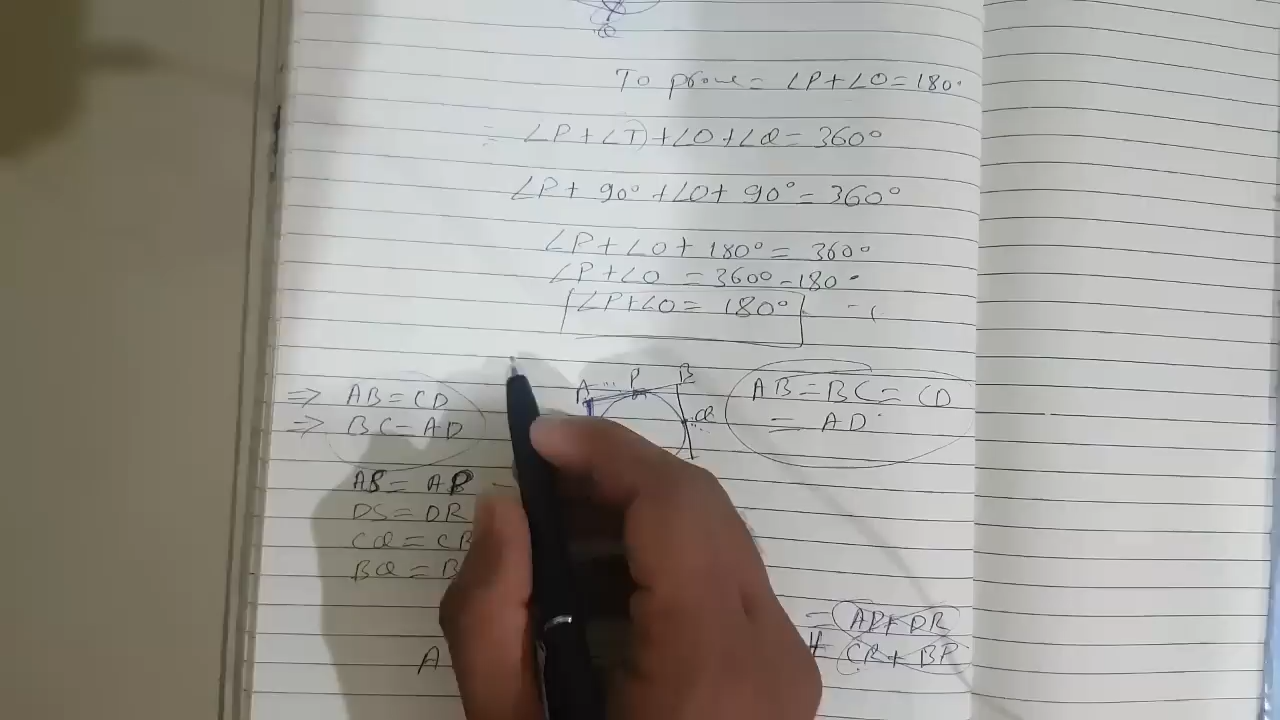 Q
To prove = ∠P+∠O=180°
= ∠P+∠T+∠O+∠Q=360°
∠P+ 90° +∠O+ 90°=360°
∠P+∠O+ 180°= 360°
∠P+∠O = 360°-180°
∠P+∠O= 180°
A P B
Q
⇒ AB=CD
⇒ BC=AD
AB=BC=CD
= AD
AS= AP
DS=DR
CQ=CR
BQ=B
= AP+DR
A + CR+BP